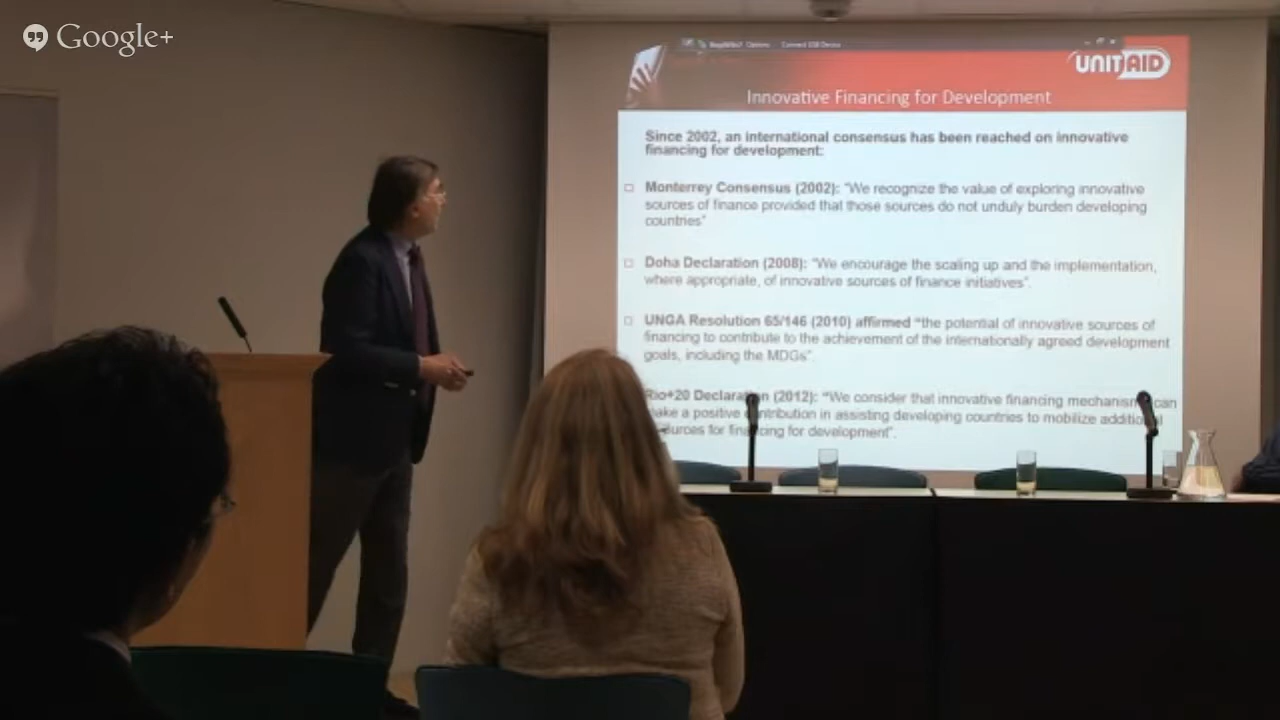 Google+
UNITAID
Innovative Financing for Development
Since 2002, an international consensus has been reached on innovative
financing for development:
Monterrey Consensus (2002): "We recognize the value of exploring innovative
sources of finance provided that those sources do not unduly burden developing
countries"
Doha Declaration (2008): "We encourage the scaling up and the implementation,
where appropriate, of innovative sources of finance initiatives".
UNGA Resolution 65/146 (2010) affirmed "the potential of innovative sources of
financing to contribute to the achievement of the internationally agreed development
goals, including the MDGs".
Rio+20 (2012): "We consider that innovative financing can
a positive in assisting developing countries to mobilize
for for development".